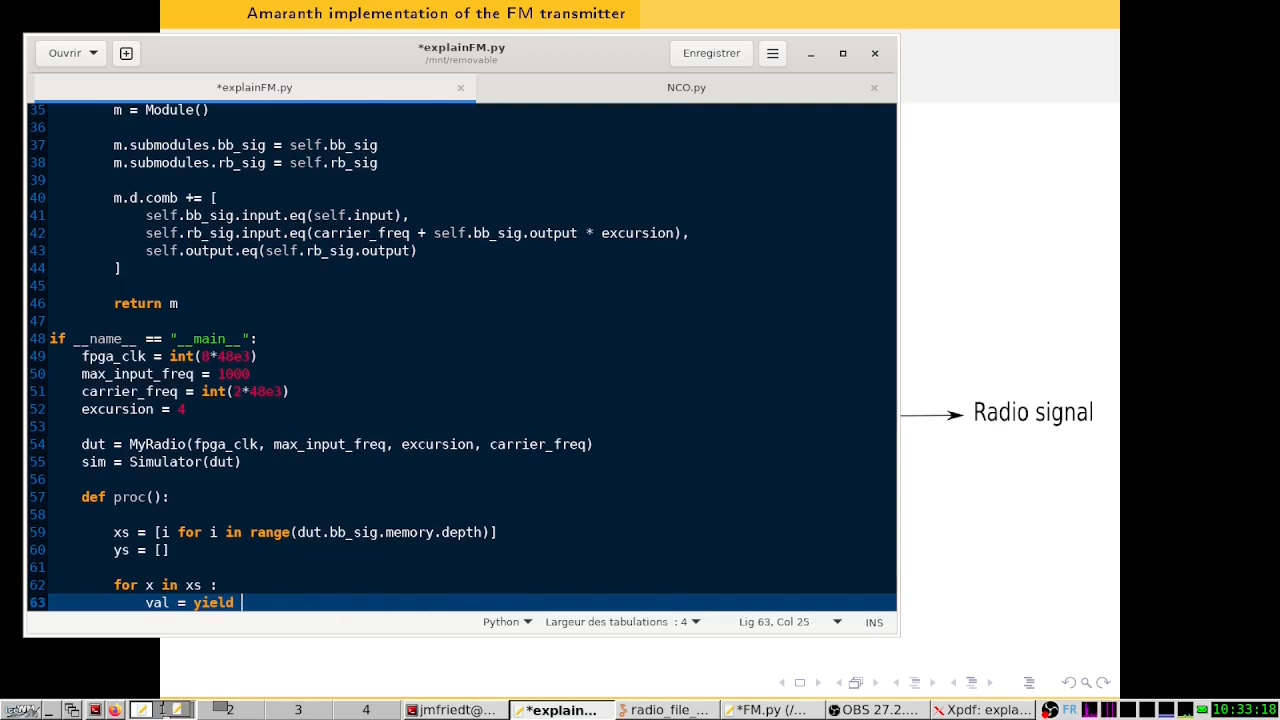 Amaranth implementation of the FM transmitter
Ouvrir
*explainFM.py
/mnt/removable
Enregistrer
*explainFM.py
NCO.py
35 m = Module()
36
37 m.submodules.bb_sig = self.bb_sig
38 m.submodules.rb_sig = self.rb_sig
39
40 m.d.comb += [
41 self.bb_sig.input.eq(self.input),
42 self.rb_sig.input.eq(carrier_freq + self.bb_sig.output * excursion),
43 self.output.eq(self.rb_sig.output)
44 ]
45
46 return m
47
48 if __name__ == "__main__":
49 fpga_clk = int(8*48e3)
50 max_input_freq = 1000
51 carrier_freq = int(2*48e3)
52 excursion = 4
53
54 dut = MyRadio(fpga_clk, max_input_freq, excursion, carrier_freq)
55 sim = Simulator(dut)
56
57 def proc():
58
59 xs = [i for i in range(dut.bb_sig.memory.depth)]
60 ys = []
61
62 for x in xs :
63 val = yield
Radio signal
Python Largeur des tabulations : 4 Lig 63, Col 25 INS
1 2 3 4 jmfriedt@... *explain... radio_file_... *FM.py (/... OBS 27.2.... Xpdf: expla... FR 10:33:18